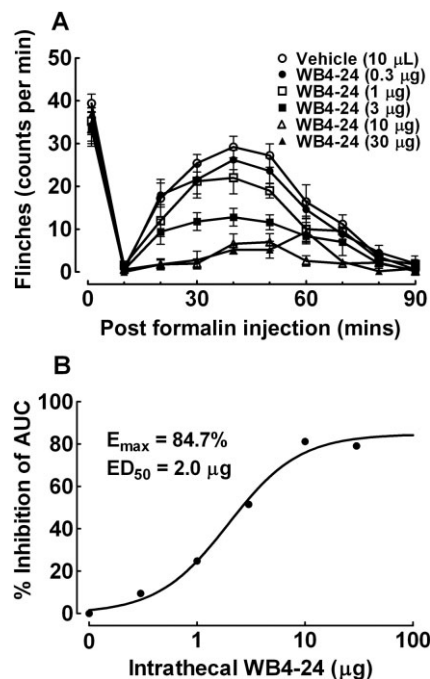 A
Flinches (counts per min)
50
40
30
20
10
0
Vehicle (10 μL)
WB4-24 (0.3 μg)
WB4-24 (1 μg)
WB4-24 (3 μg)
WB4-24 (10 μg)
WB4-24 (30 μg)
0 30 60 90
Post formalin injection (mins)
B
% Inhibition of AUC
100
80
60
40
20
0
Emax = 84.7%
ED50 = 2.0 μg
0 1 10 100
Intrathecal WB4-24 (μg)